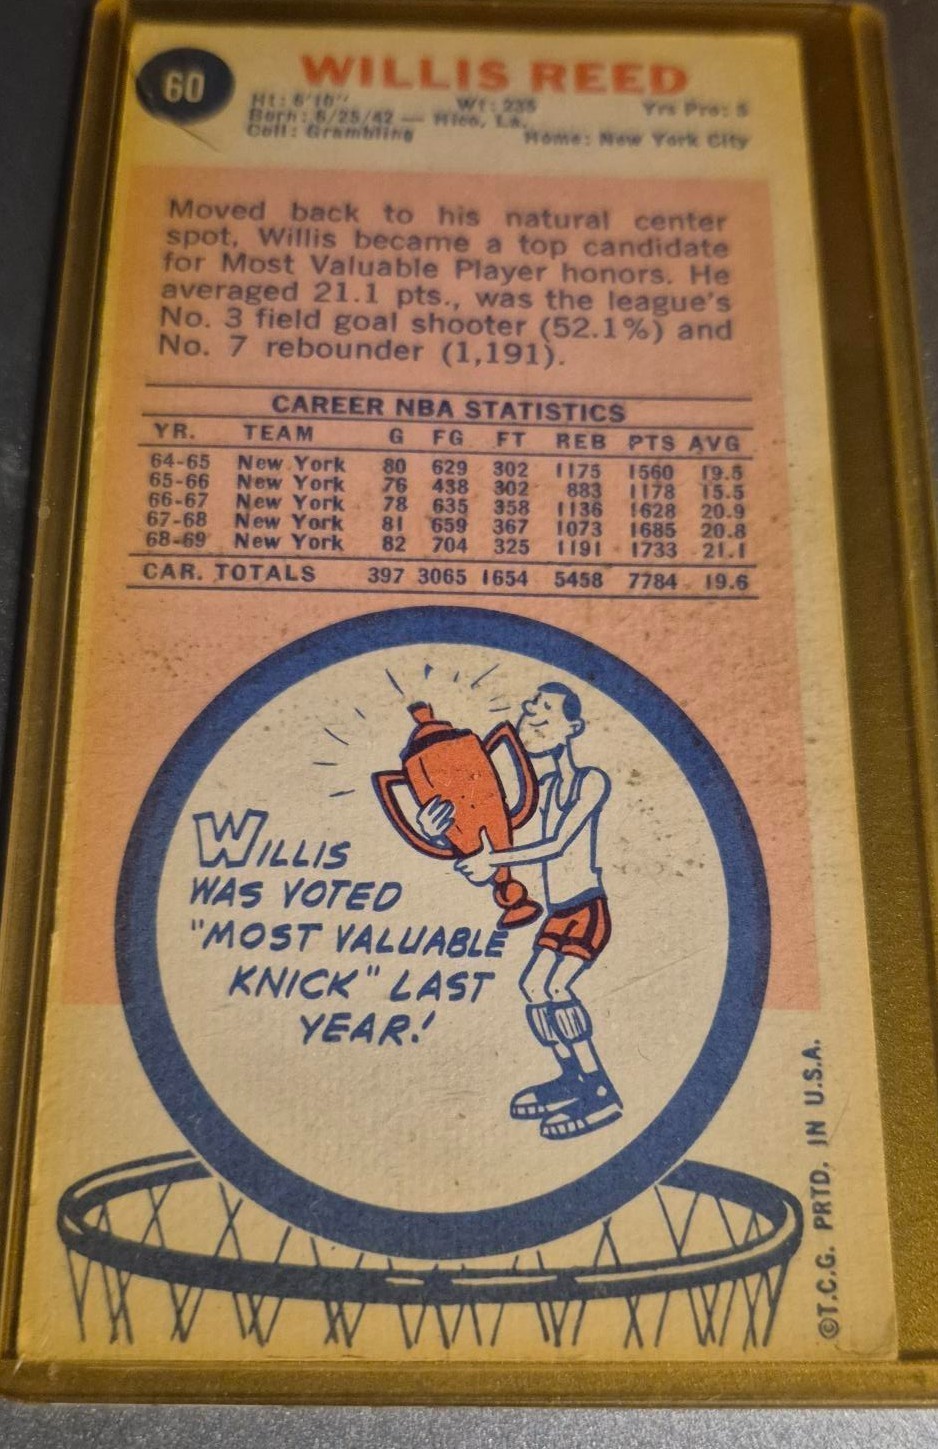 60
WILLIS REED
Ht: 6'10" Wt: 235 Yrs Pro: 5
Born: 6/25/42 — Hico, La.
Coll: Grambling Home: New York City
Moved back to his natural center
spot, Willis became a top candidate
for Most Valuable Player honors. He
averaged 21.1 pts., was the league's
No. 3 field goal shooter (52.1%) and
No. 7 rebounder (1,191).
CAREER NBA STATISTICS
YR. TEAM G FG FT REB PTS AVG
64-65 New York 80 629 302 1175 1560 19.5
65-66 New York 76 438 302 883 1178 15.5
66-67 New York 78 635 358 1136 1628 20.9
67-68 New York 81 659 367 1073 1685 20.8
68-69 New York 82 704 325 1191 1733 21.1
CAR. TOTALS 397 3065 1654 5458 7784 19.6
WILLIS
WAS VOTED
"MOST VALUABLE
KNICK" LAST
YEAR!
©T.C.G. PRTD. IN U.S.A.